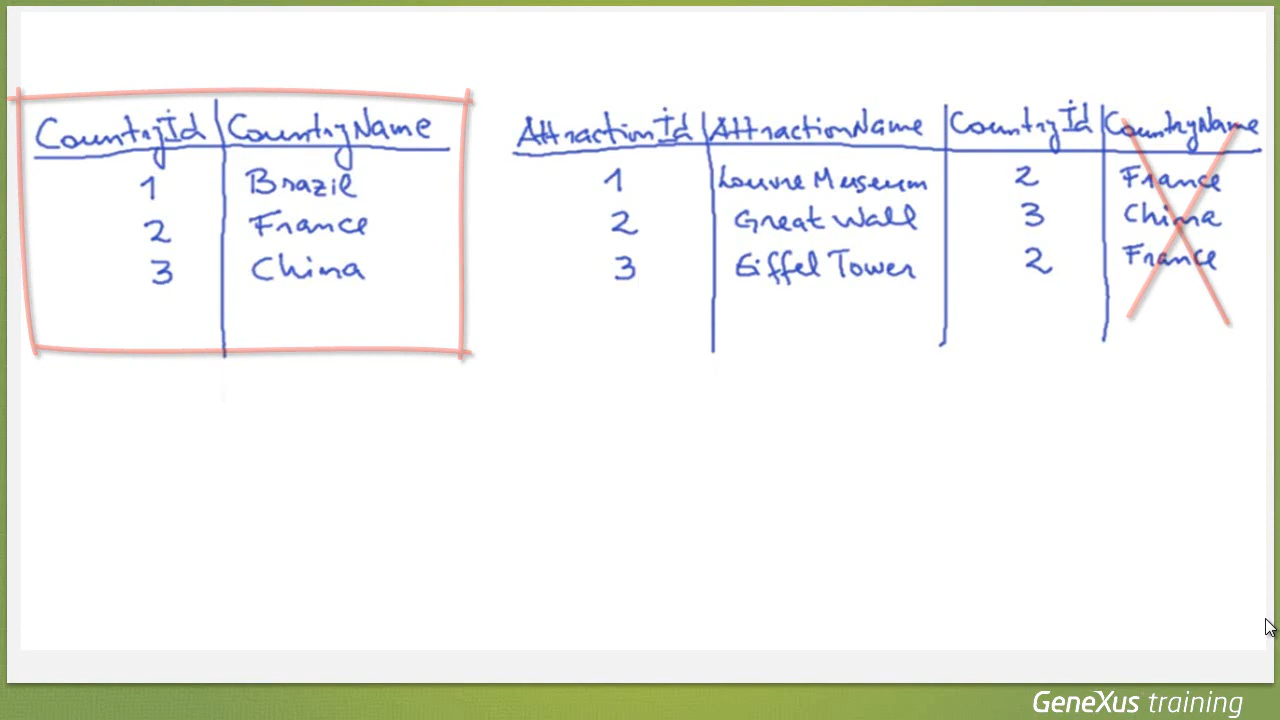 CountryId CountryName
1 Brazil
2 France
3 China
AttractionId AttractionName CountryId CountryName
1 Louvre Museum 2 France
2 Great Wall 3 China
3 Eiffel Tower 2 France
GeneXus training